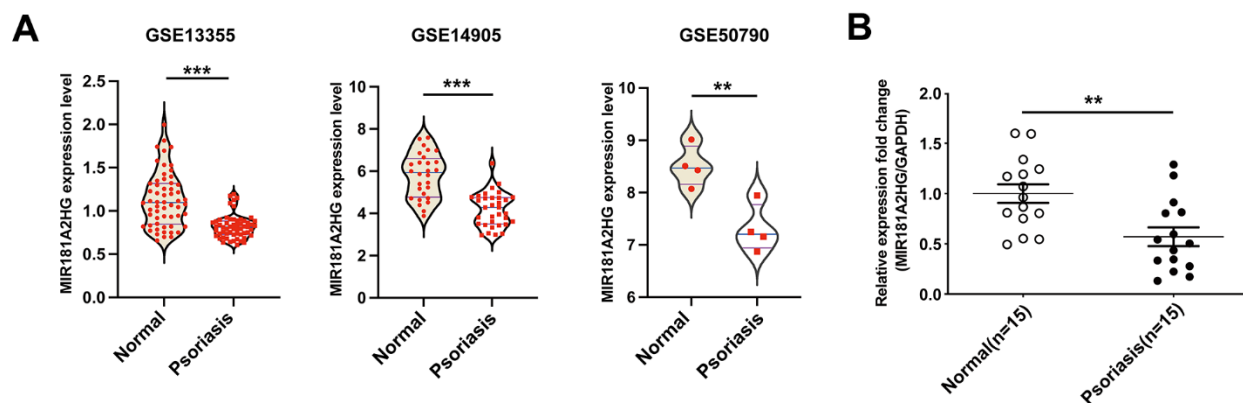 A
GSE13355
MIR181A2HG expression level
2.5
2.0
1.5
1.0
0.5
0.0
***
Normal
Psoriasis
GSE14905
MIR181A2HG expression level
10
8
6
4
2
0
***
Normal
Psoriasis
GSE50790
MIR181A2HG expression level
10
8
7
6
**
Normal
Psoriasis
B
Relative expression fold change
(MIR181A2HG/GAPDH)
2.0
1.5
1.0
0.5
0.0
**
Normal(n=15)
Psoriasis(n=15)